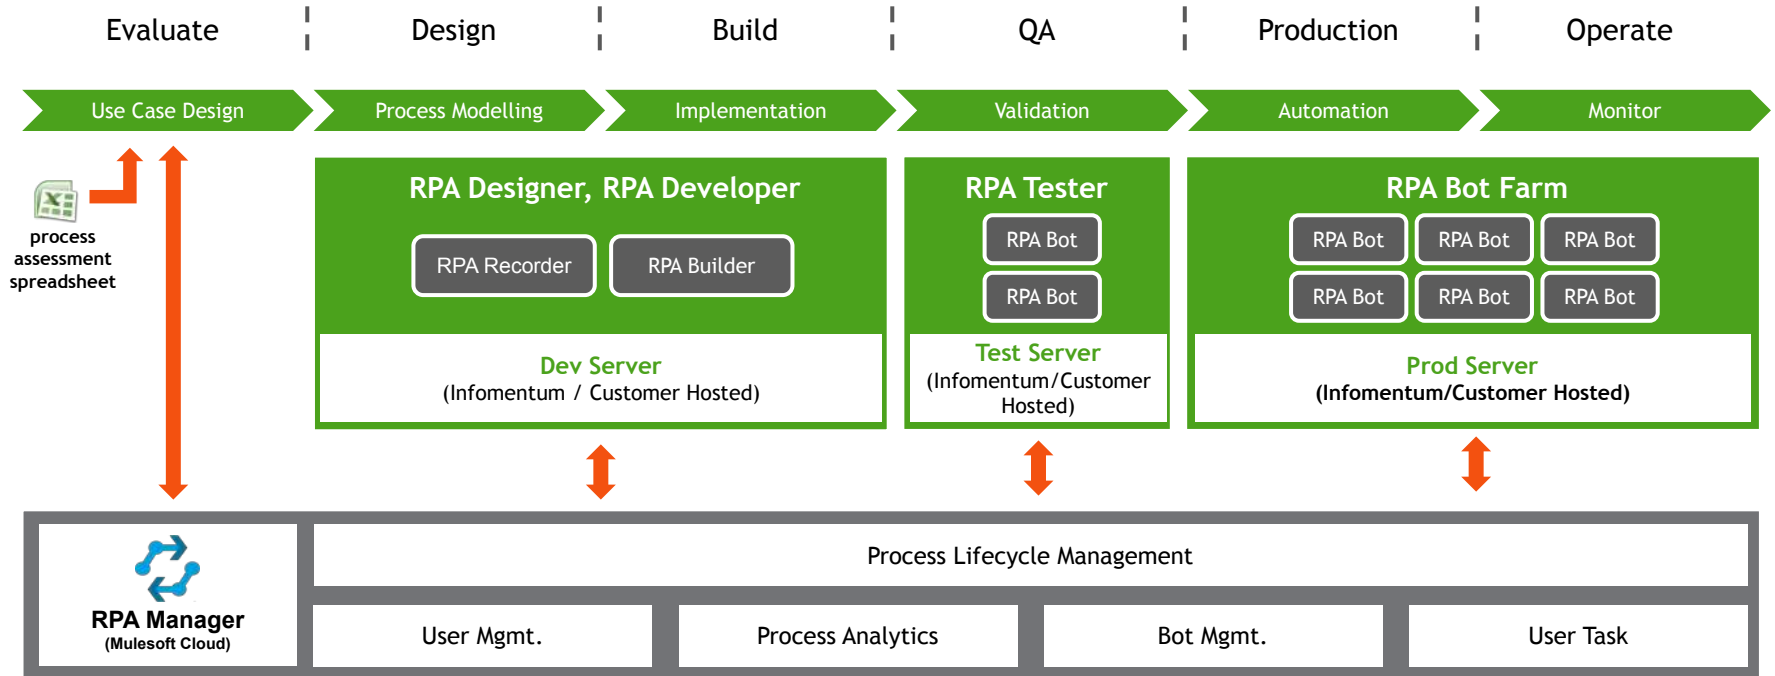 Evaluate
Design
Build
QA
Production
Operate
Use Case Design
Process Modelling
Implementation
Validation
Automation
Monitor
process
assessment
spreadsheet
RPA Designer, RPA Developer
RPA Recorder
RPA Builder
Dev Server
(Infomentum / Customer Hosted)
RPA Tester
RPA Bot
RPA Bot
Test Server
(Infomentum/Customer
Hosted)
RPA Bot Farm
RPA Bot
RPA Bot
RPA Bot
RPA Bot
RPA Bot
RPA Bot
Prod Server
(Infomentum/Customer Hosted)
RPA Manager
(Mulesoft Cloud)
Process Lifecycle Management
User Mgmt.
Process Analytics
Bot Mgmt.
User Task